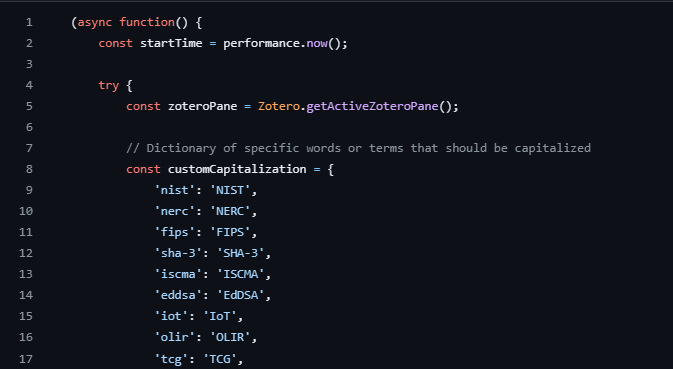 1 (async function() {
2 const startTime = performance.now();
3
4 try {
5 const zoteroPane = Zotero.getActiveZoteroPane();
6
7 // Dictionary of specific words or terms that should be capitalized
8 const customCapitalization = {
9 'nist': 'NIST',
10 'nerc': 'NERC',
11 'fips': 'FIPS',
12 'sha-3': 'SHA-3',
13 'iscma': 'ISCMA',
14 'eddsa': 'EdDSA',
15 'iot': 'IoT',
16 'olir': 'OLIR',
17 'tcg': 'TCG',